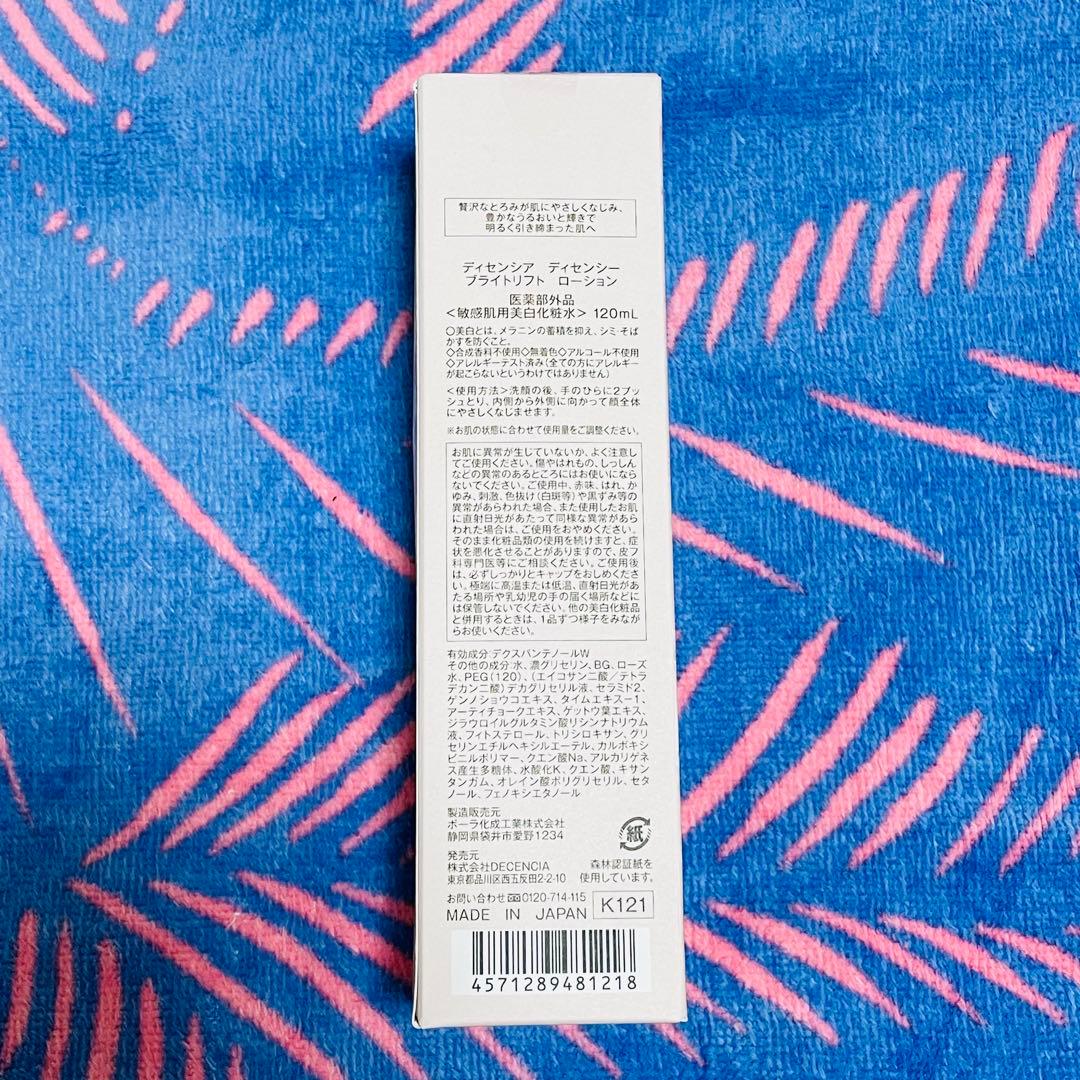 贅沢なとろみが肌にやさしくなじみ、
豊かなうるおいと輝きで
明るく引き締まった肌へ
ディセンシア ディセンシー
ブライトリフト ローション
医薬部外品
＜敏感肌用美白化粧水＞ 120mL
○美白とは、メラニンの蓄積を抑え、シミ・そば
かすを防ぐこと。
◇合成香料不使用◇無着色◇アルコール不使用
◇アレルギーテスト済み(全ての方にアレルギー
が起こらないというわけではありません)
＜使用方法＞洗顔の後、手のひらに2プッ
シュとり、内側から外側に向かって顔全体
にやさしくなじませます。
※お肌の状態に合わせて使用量をご調整ください。
お肌に異常が生じていないか、よく注意し
てご使用ください。傷やはれもの、しっしん
などの異常のあるところにはお使いになら
ないでください。ご使用中、赤味、はれ、か
ゆみ、刺激、色抜け(白斑等)や黒ずみ等の
異常があらわれた場合、また使用したお肌
に直射日光があたって同様な異常があら
われた場合は、ご使用をおやめください。
そのまま化粧品類の使用を続けますと、症
状を悪化させることがありますので、皮フ
科専門医等にご相談ください。ご使用後
は、必ずしっかりとキャップをおしめくださ
い。極端に高温または低温、直射日光があ
たる場所や乳幼児の手の届く場所などに
は保管しないでください。他の美白化粧品
と併用するときは、1品ずつ様子をみなが
らお使いください。
有効成分:デクスパンテノールW
その他の成分:水、濃グリセリン、BG、ローズ
水、PEG(120)、(エイコサン二酸／テトラ
デカン二酸)デカグリセリル液、セラミド2、
ゲンノショウコエキス、タイムエキス-1、
アーティチョークエキス、ゲットウ葉エキス、
ジラウロイルグルタミン酸リシンナトリウム
液、フィトステロール、トリシロキサン、グリ
セリンエチルヘキシルエーテル、カルボキシ
ビニルポリマー、クエン酸Na、アルカリゲネ
ス産生多糖体、水酸化K、クエン酸、キサン
タンガム、オレイン酸ポリグリセリル、セタ
ノール、フェノキシエタノール
製造販売元
ポーラ化成工業株式会社
静岡県袋井市愛野1234
紙
発売元
株式会社DECENCIA
東京都品川区西五反田2-2-10
森林認証紙を
使用しています。
お問い合わせ 0120-714-115
MADE IN JAPAN K121
4571289481218